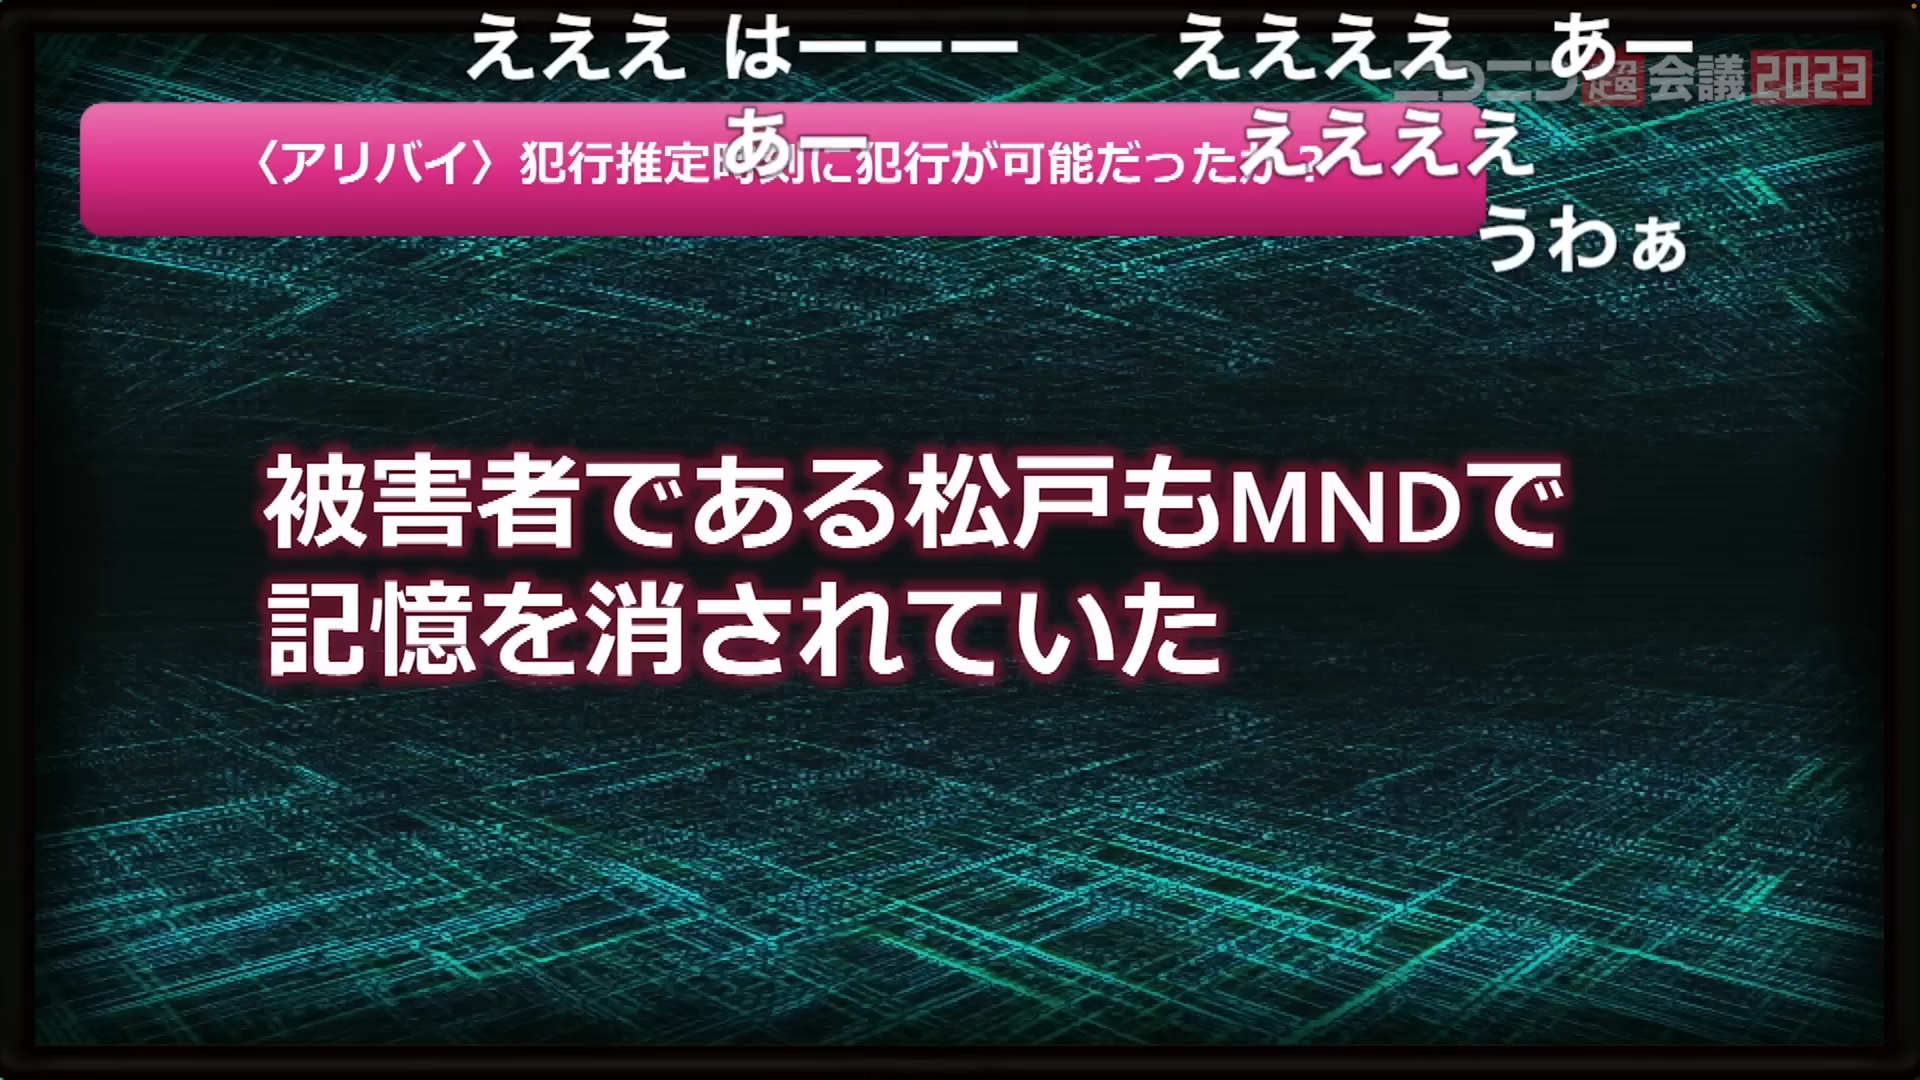 えええ はーーー ええええ あー
ニコニコ超会議2023
あー ええええ
〈アリバイ〉犯行推定時刻に犯行が可能だったか？
うわぁ
被害者である松戸もMNDで
記憶を消されていた